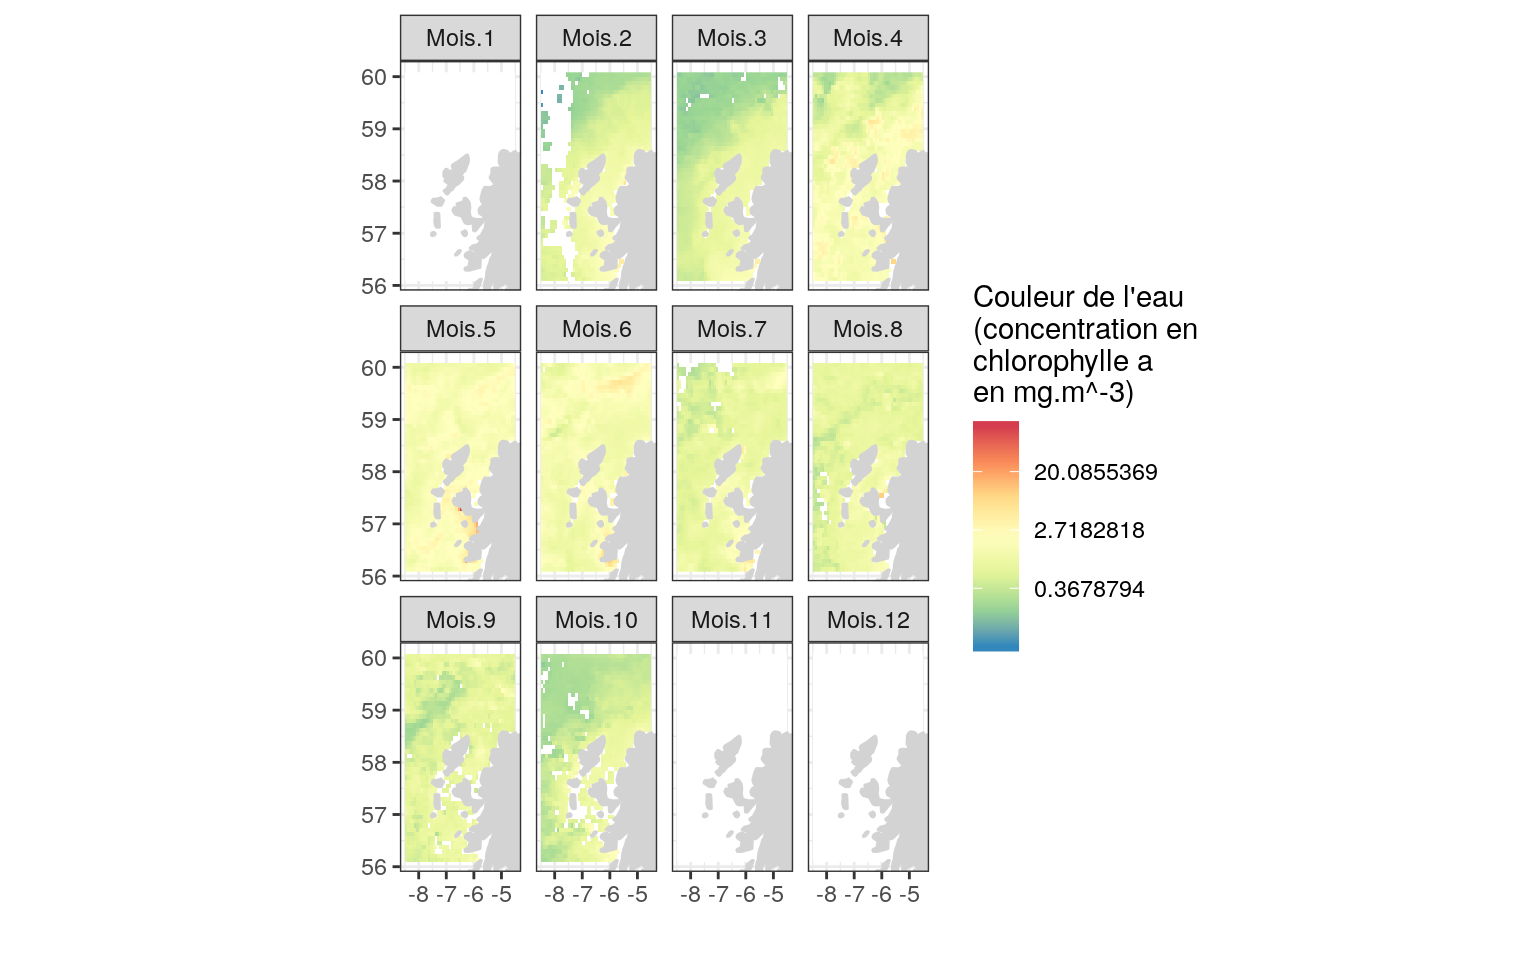 Mois.1 Mois.2 Mois.3 Mois.4
60
59
58
57
56
Mois.5 Mois.6 Mois.7 Mois.8
60
59
58
57
56
Mois.9 Mois.10 Mois.11 Mois.12
60
59
58
57
56
-8 -7 -6 -5 -8 -7 -6 -5 -8 -7 -6 -5 -8 -7 -6 -5
Couleur de l'eau
(concentration en
chlorophylle a
en mg.m^-3)
20.0855369
2.7182818
0.3678794